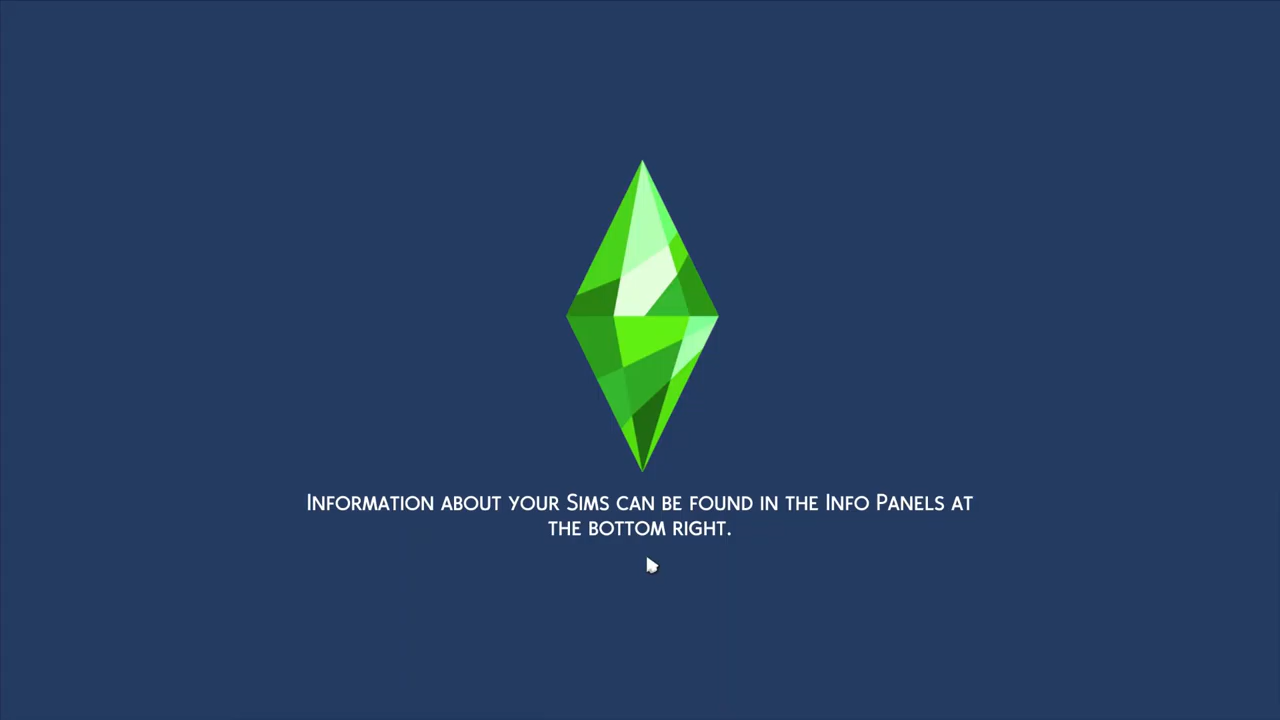 Information about your Sims can be found in the Info Panels at
the bottom right.